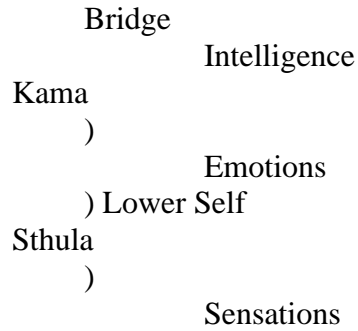 Bridge
Intelligence
Kama
)
Emotions
) Lower Self
Sthula
)
Sensations